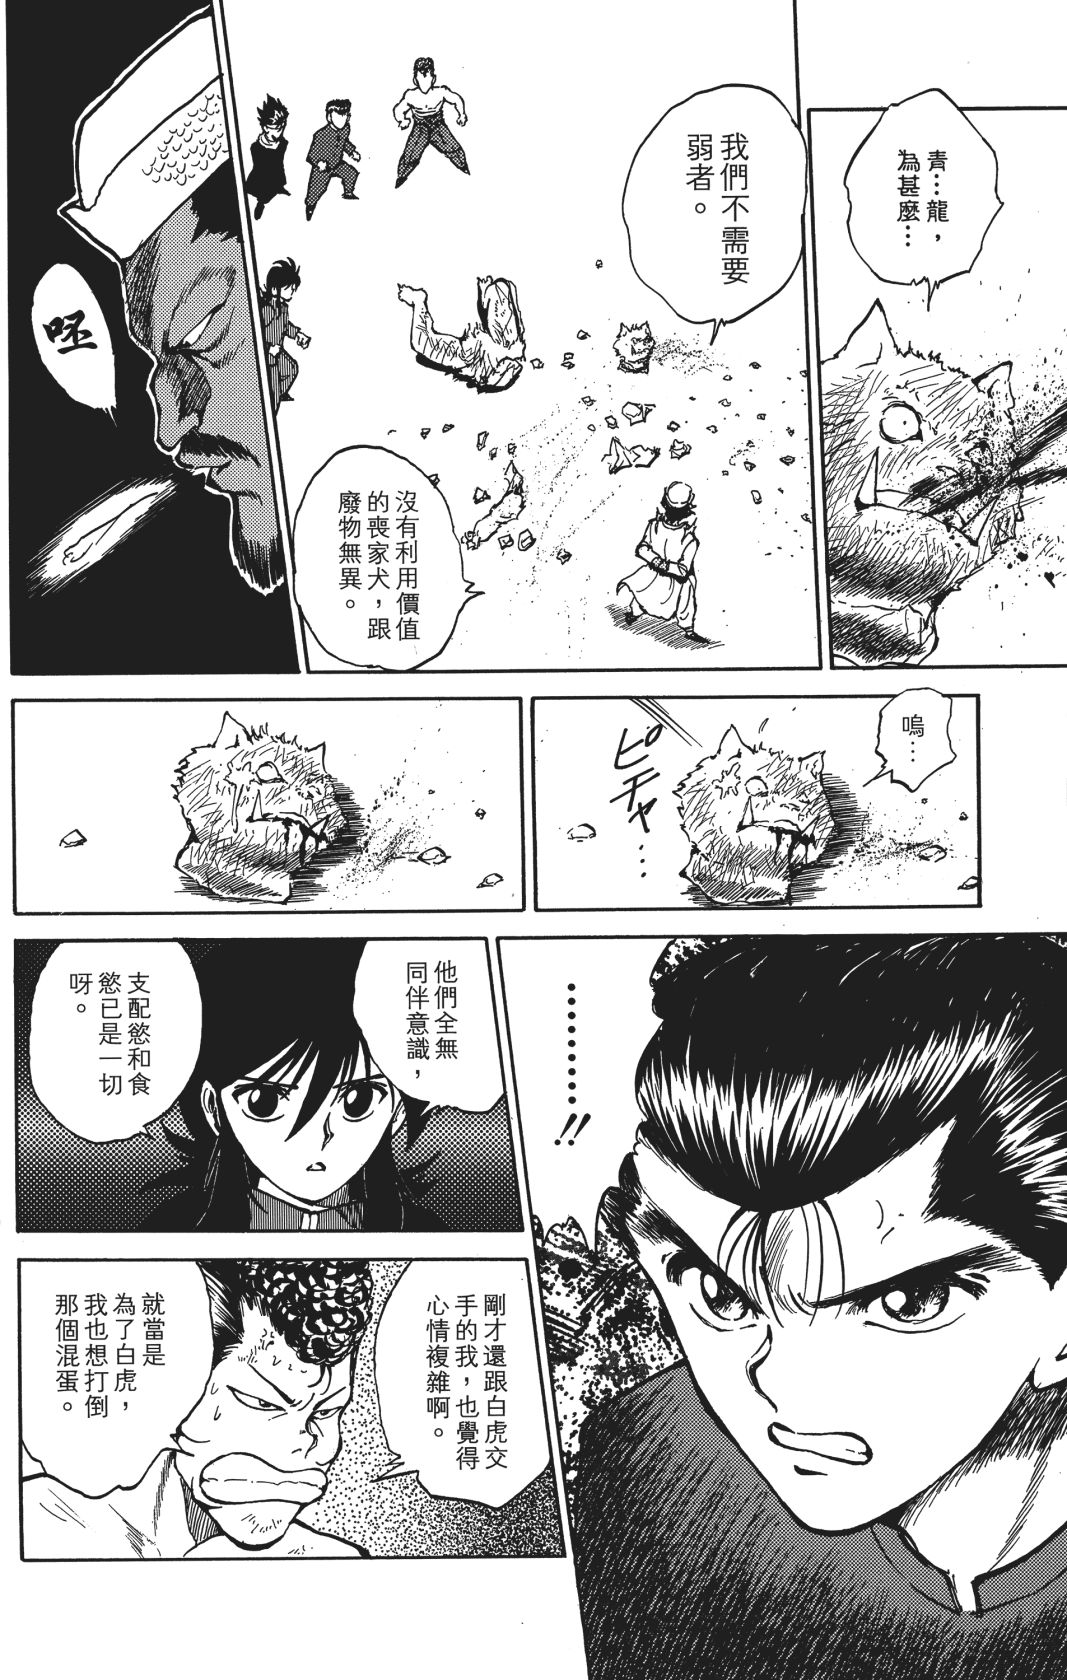 青…龍，
為甚麼…
我們不需要
弱者。
沒有利用價值
的喪家犬，跟
廢物無異。
呸
嗚…
ピチャ…
…………!!
他們全無
同伴意識，
支配慾和食
慾已是一切
呀。
剛才還跟白虎交
手的我，也覺得
心情複雜啊。
就當是
為了白虎，
我也想打倒
那個混蛋。